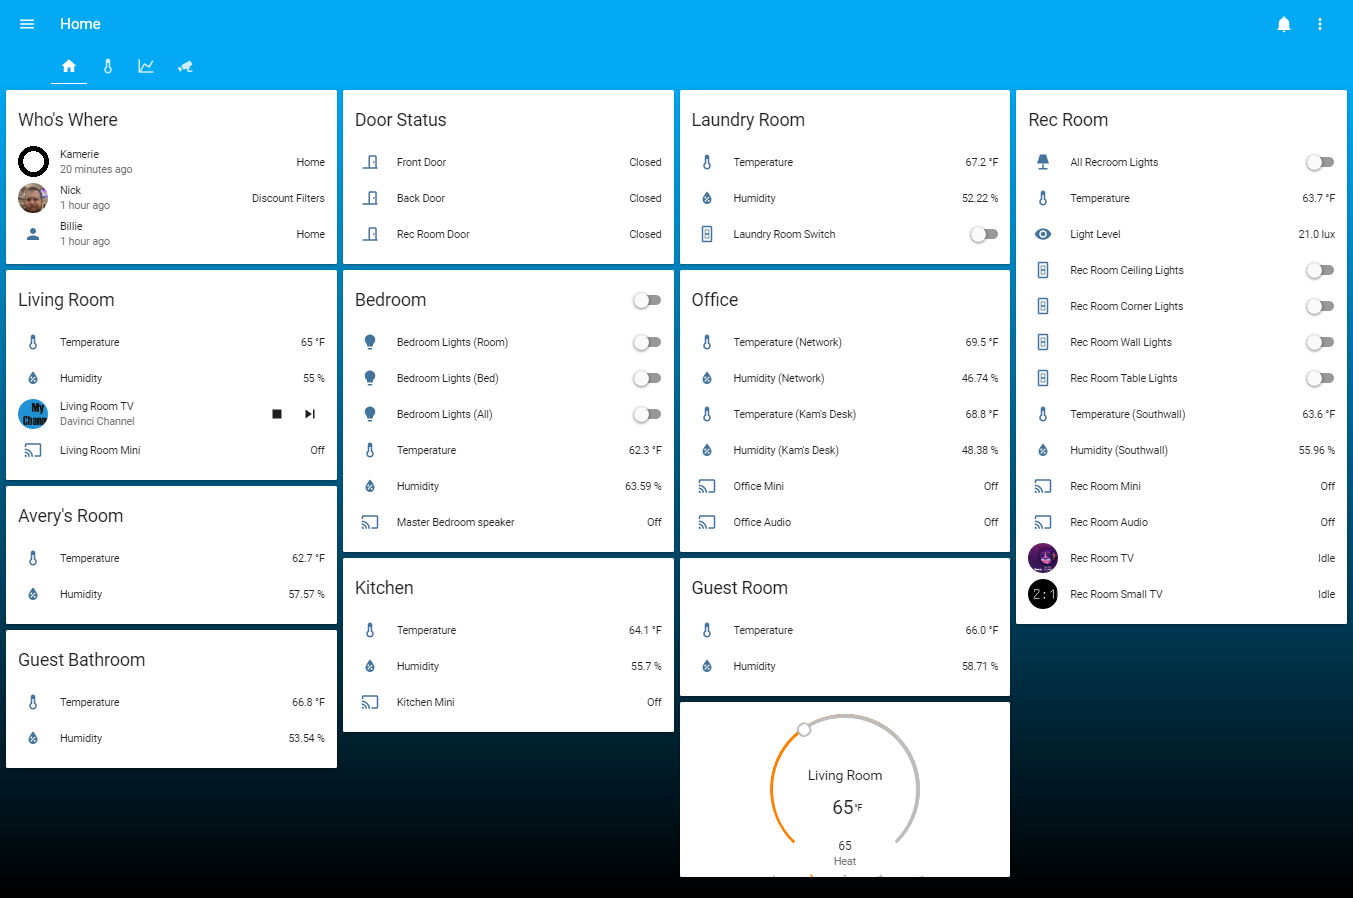 Home
Who's Where
Kamerie
20 minutes ago
Home
Nick
1 hour ago
Discount Filters
Billie
1 hour ago
Home
Living Room
Temperature 65 °F
Humidity 55 %
My
Chann
Living Room TV
Davinci Channel
Living Room Mini Off
Avery's Room
Temperature 62.7 °F
Humidity 57.57 %
Guest Bathroom
Temperature 66.8 °F
Humidity 53.54 %
Door Status
Front Door Closed
Back Door Closed
Rec Room Door Closed
Bedroom
Bedroom Lights (Room)
Bedroom Lights (Bed)
Bedroom Lights (All)
Temperature 62.3 °F
Humidity 63.59 %
Master Bedroom speaker Off
Kitchen
Temperature 64.1 °F
Humidity 55.7 %
Kitchen Mini Off
Laundry Room
Temperature 67.2 °F
Humidity 52.22 %
Laundry Room Switch
Office
Temperature (Network) 69.5 °F
Humidity (Network) 46.74 %
Temperature (Kam's Desk) 68.8 °F
Humidity (Kam's Desk) 48.38 %
Office Mini Off
Office Audio Off
Guest Room
Temperature 66.0 °F
Humidity 58.71 %
Living Room
65 °F
65
Heat
Rec Room
All Recroom Lights
Temperature 63.7 °F
Light Level 21.0 lux
Rec Room Ceiling Lights
Rec Room Corner Lights
Rec Room Wall Lights
Rec Room Table Lights
Temperature (Southwall) 63.6 °F
Humidity (Southwall) 55.96 %
Rec Room Mini Off
Rec Room Audio Off
Rec Room TV Idle
2:1
Rec Room Small TV Idle